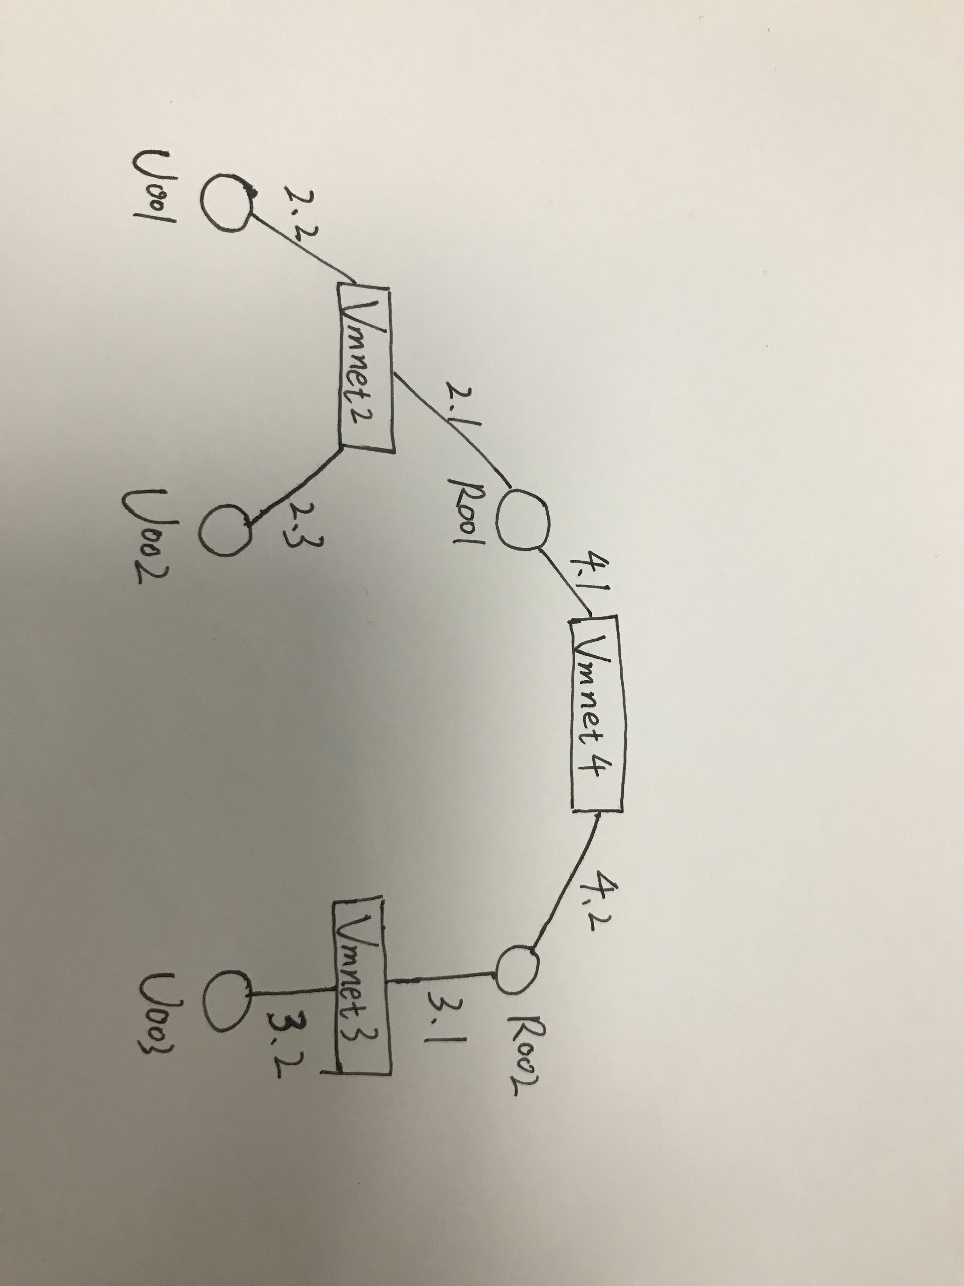 Vmnet4
4.1
4.2
R001
R002
2.1
3.1
Vmnet2
Vmnet3
2.2
2.3
3.2
U001
U002
U003